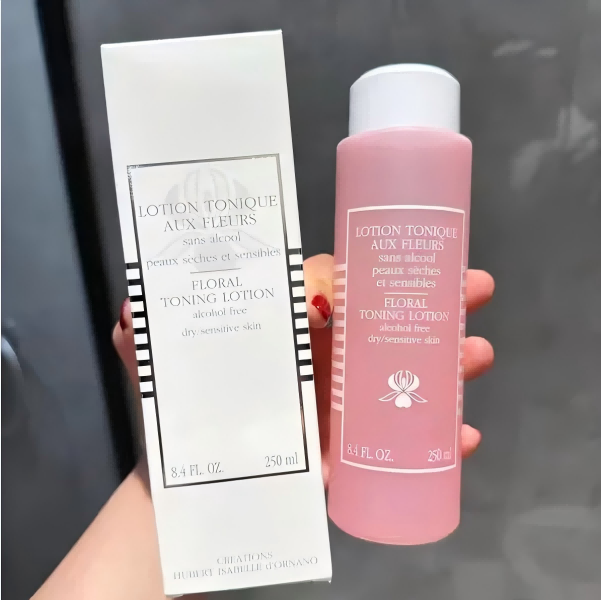 LOTION TONIQUE
AUX FLEURS
sans alcool
peaux sèches et sensibles
FLORAL
TONING LOTION
alcohol free
dry/sensitive skin
8.4 FL. OZ. 250 ml
CREATIONS
HUBERT ISABELLE d'ORNANO
LOTION TONIQUE
AUX FLEURS
sans alcool
peaux sèches
et sensibles
FLORAL
TONING LOTION
alcohol free
dry/sensitive skin
8.4 FL. OZ. 250 ml